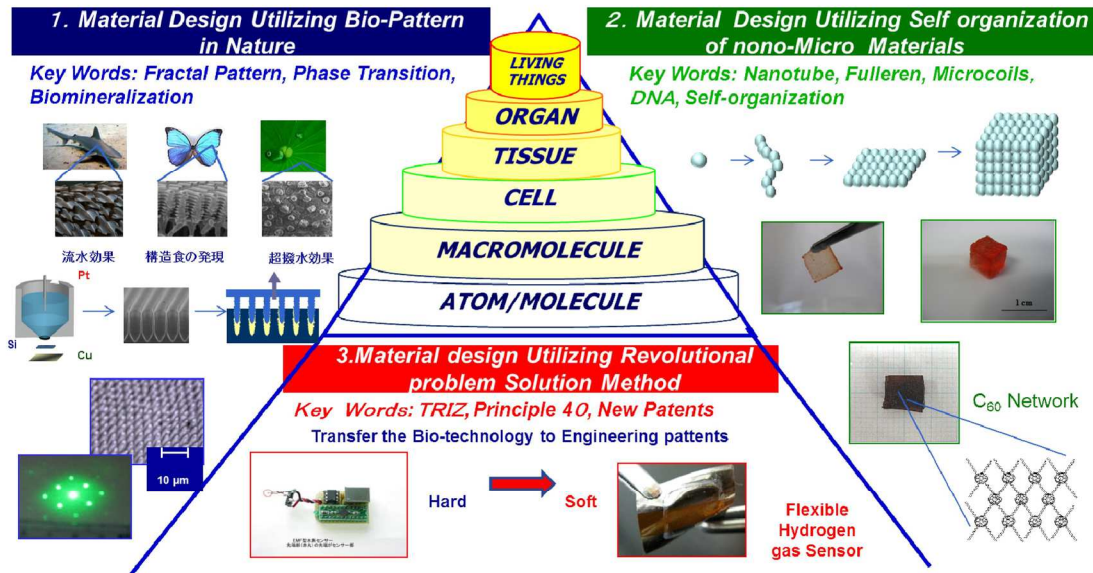 1. Material Design Utilizing Bio-Pattern
in Nature
Key Words: Fractal Pattern, Phase Transition,
Biomineralization
流水効果
構造食の発現
超撥水効果
Pt
Si
Cu
10 μm
LIVING
THINGS
ORGAN
TISSUE
CELL
MACROMOLECULE
ATOM/MOLECULE
2. Material Design Utilizing Self organization
of nono-Micro Materials
Key Words: Nanotube, Fulleren, Microcoils,
DNA, Self-organization
1 cm
C₆₀ Network
3.Material design Utilizing Revolutional
problem Solution Method
Key Words: TRIZ, Principle 40, New Patents
Transfer the Bio-technology to Engineering pattents
Hard
Soft
Flexible
Hydrogen
gas Sensor